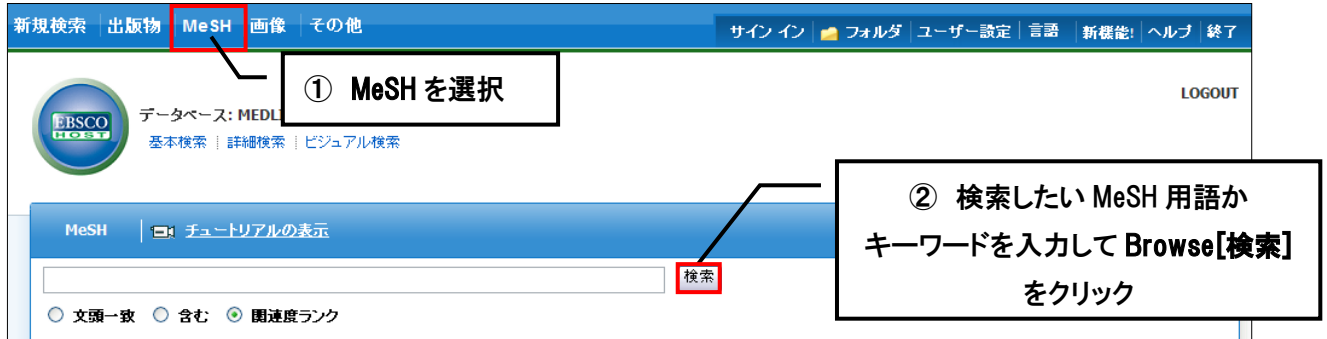 新規検索 出版物 MeSH 画像 その他 サイン イン フォルダ ユーザー設定 言語 新機能! ヘルプ 終了
① MeSH を選択
LOGOUT
EBSCO
HOST
データベース: MEDL
基本検索 詳細検索 ビジュアル検索
② 検索したい MeSH 用語か
キーワードを入力して Browse[検索]
をクリック
MeSH チュートリアルの表示
検索
文頭一致 含む 関連度ランク